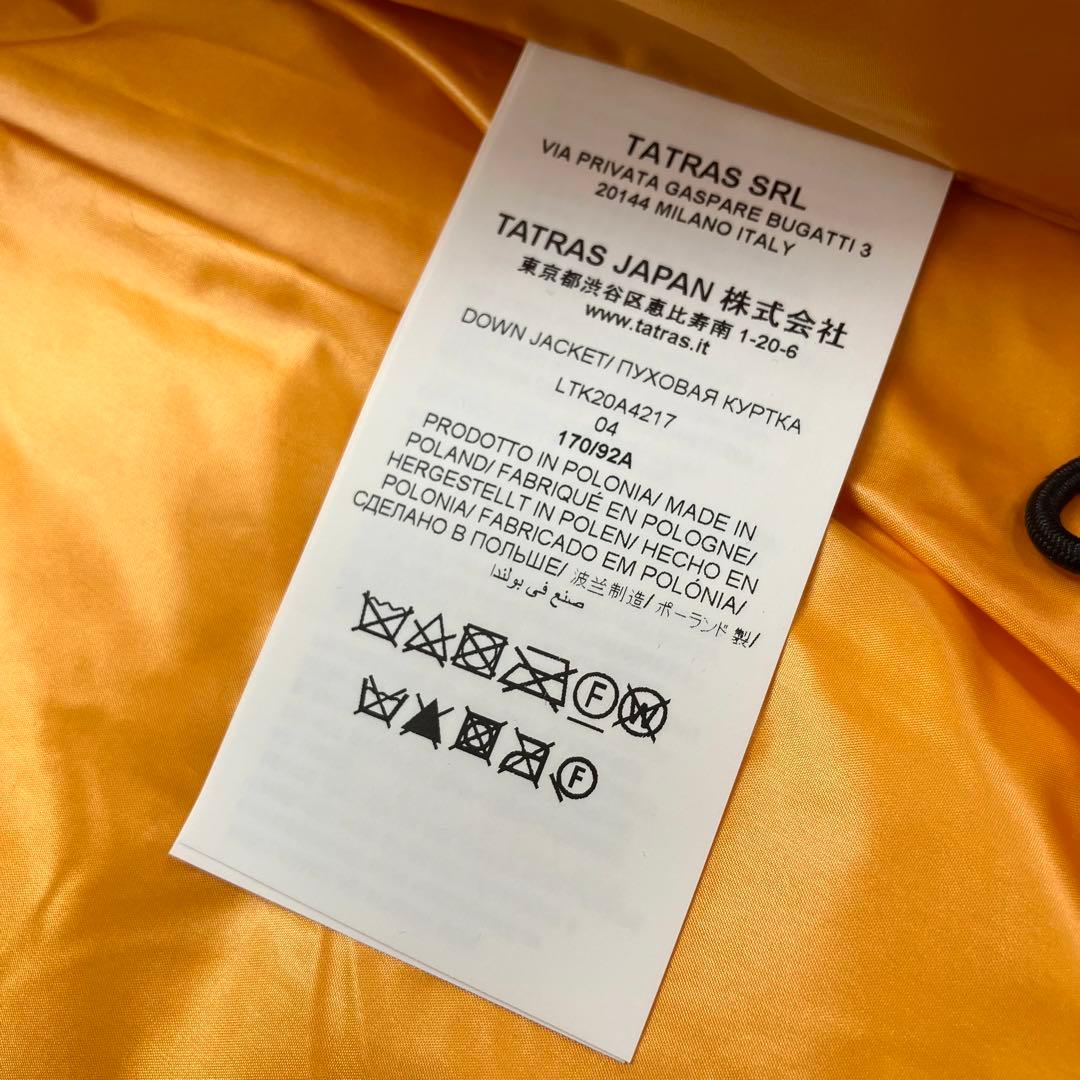 TATRAS SRL
VIA PRIVATA GASPARE BUGATTI 3
20144 MILANO ITALY
TATRAS JAPAN 株式会社
東京都渋谷区恵比寿南 1-20-6
www.tatras.it
DOWN JACKET/ ПУХОВАЯ КУРТКА
LTK20A4217
04
170/92A
PRODOTTO IN POLONIA/ MADE IN
POLAND/ FABRIQUÉ EN POLOGNE/
HERGESTELLT IN POLEN/ HECHO EN
POLONIA/ FABRICADO EM POLÓNIA/
СДЕЛАНО В ПОЛЬШЕ/ 波兰制造/ ポーランド製/
صنع في بولندا
F W
F